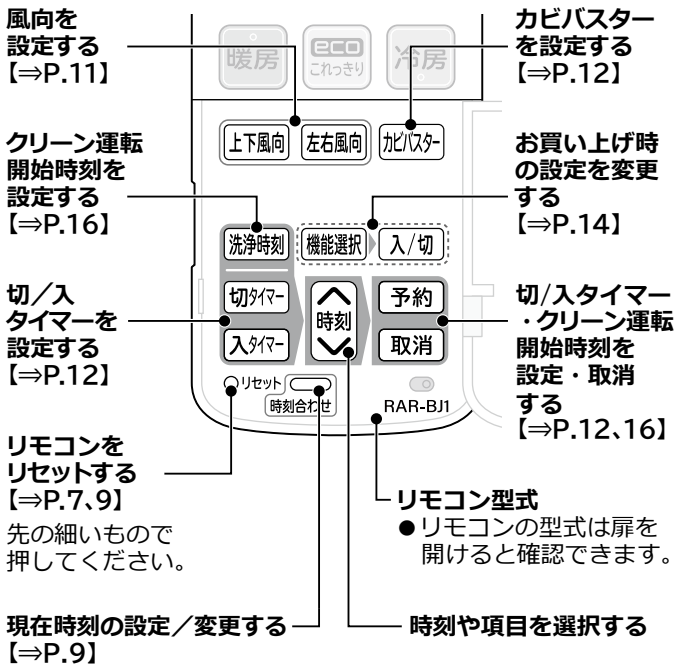 風向を
設定する
【⇒P.11】
クリーン運転
開始時刻を
設定する
【⇒P.16】
切／入
タイマーを
設定する
【⇒P.12】
リモコンを
リセットする
【⇒P.7、9】
先の細いもので
押してください。
現在時刻の設定／変更する
【⇒P.9】
暖房
eco
これっきり
冷房
上下風向
左右風向
カビバスター
洗浄時刻
機能選択
入/切
切タイマー
入タイマー
時刻
予約
取消
リセット
時刻合わせ
RAR-BJ1
カビバスター
を設定する
【⇒P.12】
お買い上げ時
の設定を変更
する
【⇒P.14】
切/入タイマー
・クリーン運転
開始時刻を
設定・取消
する
【⇒P.12、16】
リモコン型式
●リモコンの型式は扉を
開けると確認できます。
時刻や項目を選択する